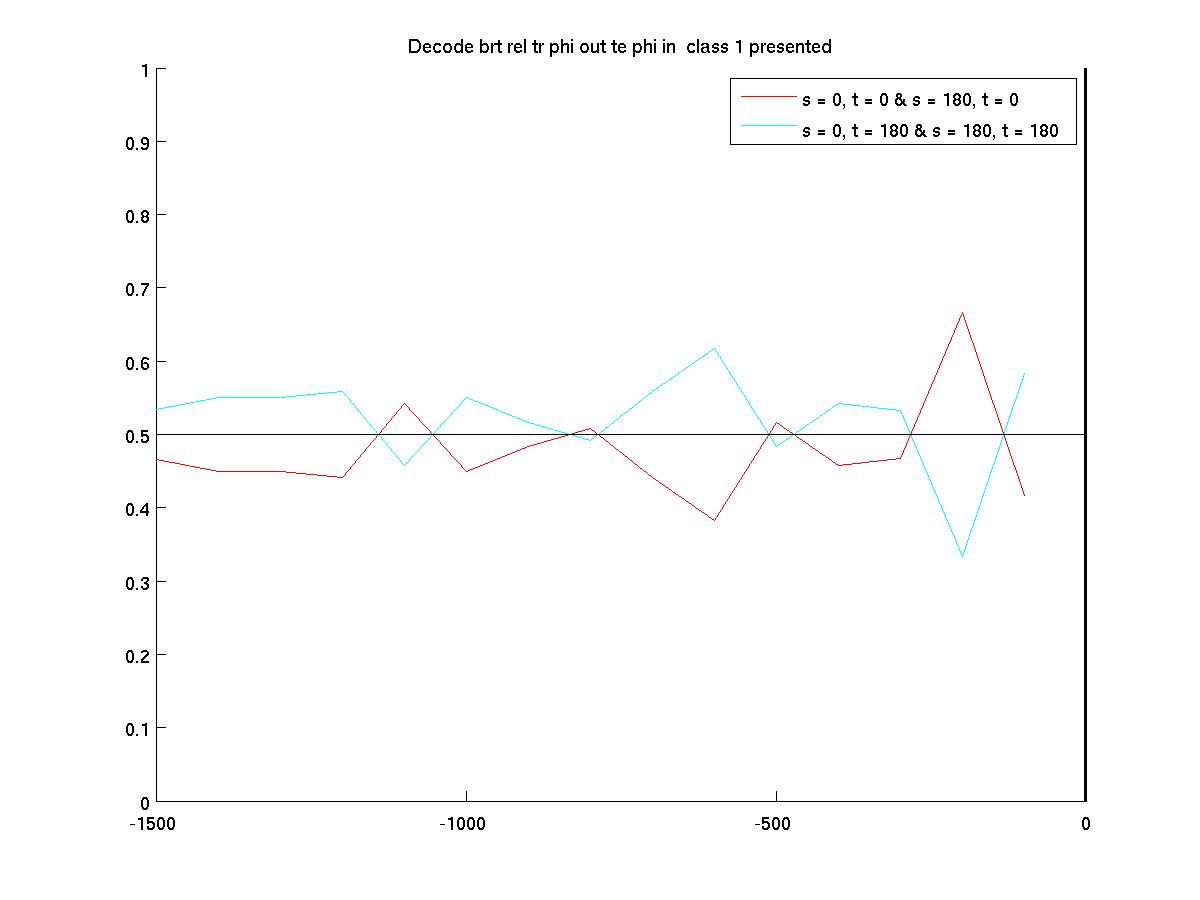 Decode brt rel tr phi out te phi in  class 1 presented
s = 0, t = 0 & s = 180, t = 0
s = 0, t = 180 & s = 180, t = 180
1
0.9
0.8
0.7
0.6
0.5
0.4
0.3
0.2
0.1
0
-1500 -1000 -500 0